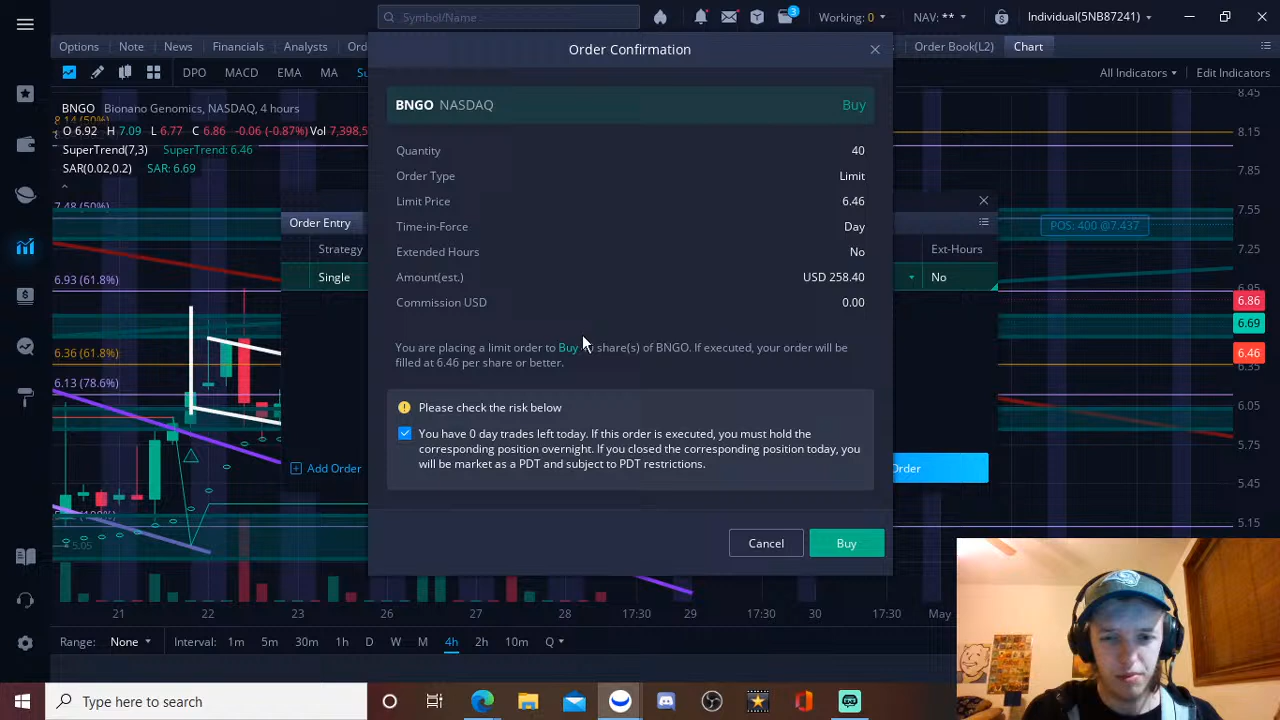 Symbol/Name
3
Working: 0
NAV: **
Individual(5NB87241)
Options
Note
News
Financials
Analysts
Order Confirmation
Order Book(L2)
Chart
DPO
MACD
EMA
MA
All Indicators
Edit Indicators
BNGO Bionano Genomics, NASDAQ, 4 hours
O 6.92 H 7.09 L 6.77 C 6.86 -0.06 (-0.87%) Vol 7,398,5
SuperTrend(7,3) SuperTrend: 6.46
SAR(0.02,0.2) SAR: 6.69
BNGO NASDAQ
Buy
Quantity
40
Order Type
Limit
Limit Price
6.46
Time-in-Force
Day
Extended Hours
No
Amount(est.)
USD 258.40
Commission USD
0.00
You are placing a limit order to Buy share(s) of BNGO. If executed, your order will be
filled at 6.46 per share or better.
Please check the risk below
You have 0 day trades left today. If this order is executed, you must hold the
corresponding position overnight. If you closed the corresponding position today, you
will be market as a PDT and subject to PDT restrictions.
Cancel
Buy
Order Entry
Strategy
Single
Add Order
Order
Ext-Hours
No
POS: 400 @7.437
7.48 (50%)
6.93 (61.8%)
6.36 (61.8%)
6.13 (78.6%)
5.05
8.45
8.15
7.85
7.55
7.25
6.95
6.86
6.69
6.46
6.05
5.75
5.45
5.15
21
22
23
26
27
28
17:30
29
17:30
30
17:30
May
Range: None
Interval: 1m 5m 30m 1h D W M 4h 2h 10m Q
Type here to search